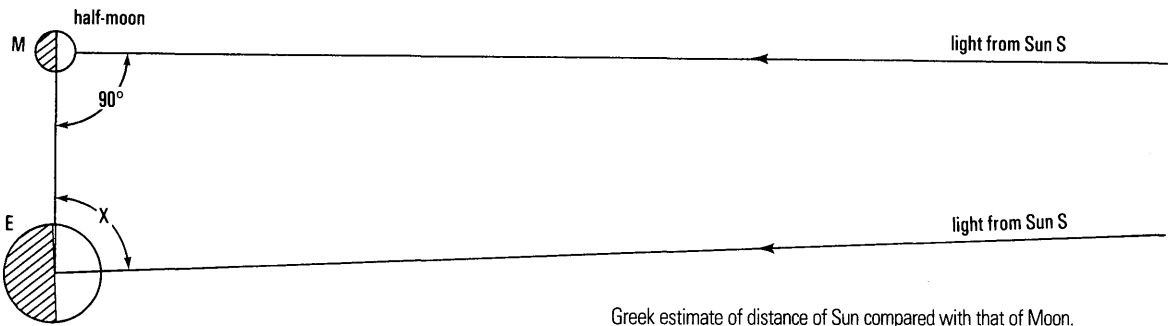 half-moon
M
light from Sun S
90°
X
E
light from Sun S
Greek estimate of distance of Sun compared with that of Moon.